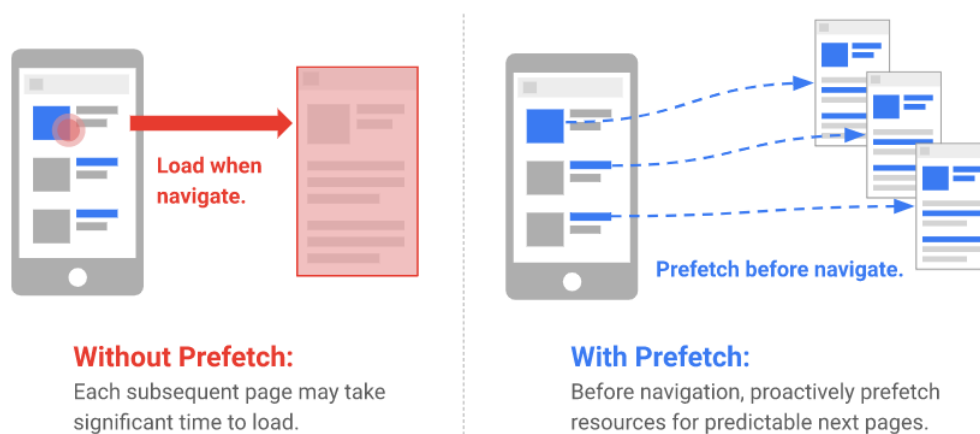 Load when
navigate.
Prefetch before navigate.
Without Prefetch:
Each subsequent page may take
significant time to load.
With Prefetch:
Before navigation, proactively prefetch
resources for predictable next pages.